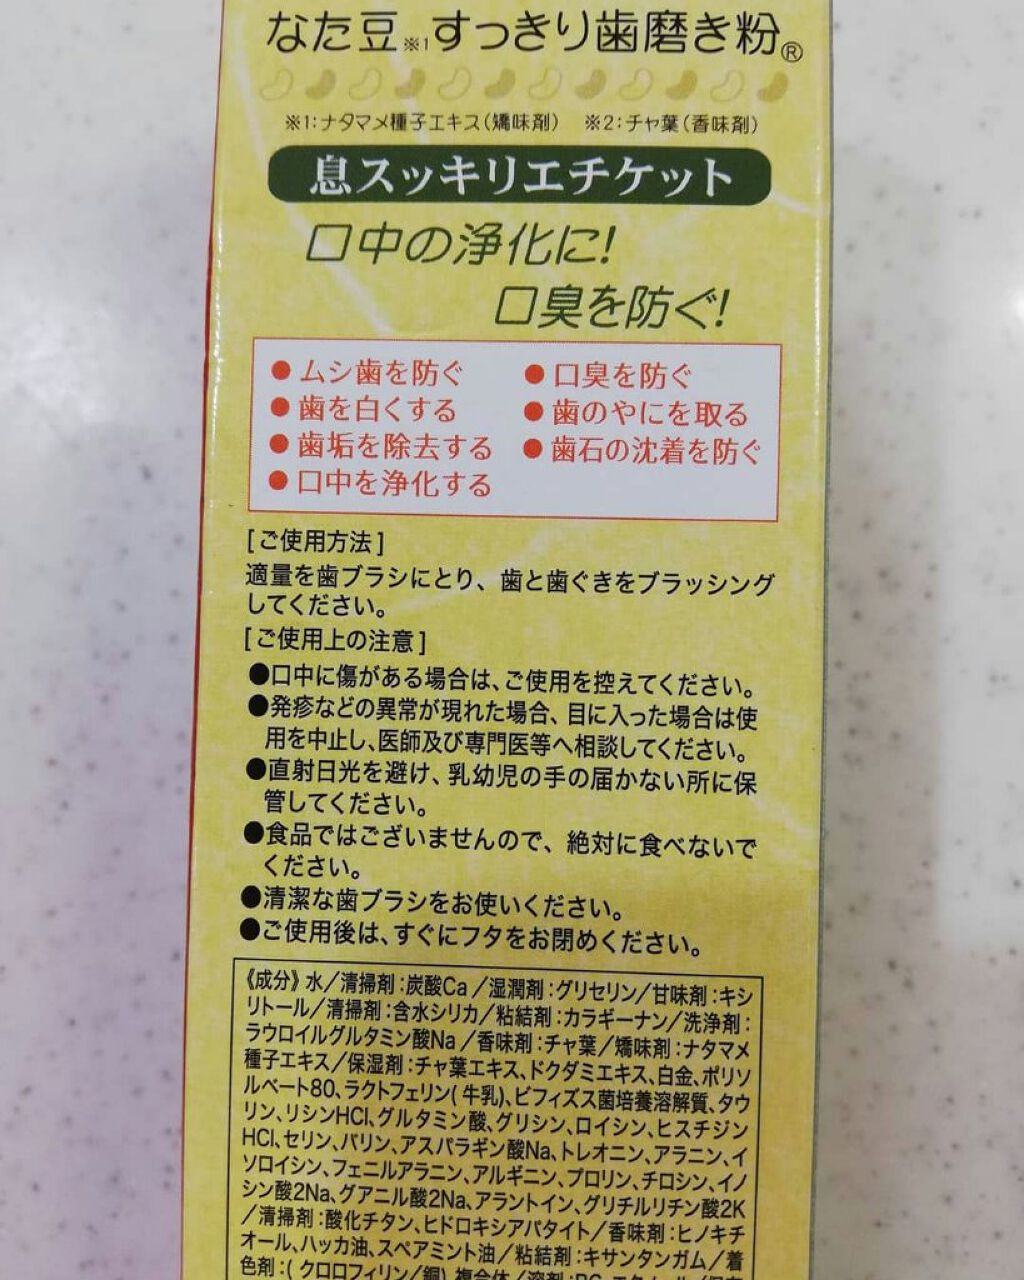 なた豆※1すっきり歯磨き粉®
※1:ナタマメ種子エキス(矯味剤) ※2:チャ葉(香味剤)
息スッキリエチケット
口中の浄化に!
口臭を防ぐ!
●ムシ歯を防ぐ ●口臭を防ぐ
●歯を白くする ●歯のやにを取る
●歯垢を除去する ●歯石の沈着を防ぐ
●口中を浄化する
[ご使用方法]
適量を歯ブラシにとり、歯と歯ぐきをブラッシング
してください。
[ご使用上の注意]
●口中に傷がある場合は、ご使用を控えてください。
●発疹などの異常が現れた場合、目に入った場合は使
用を中止し、医師及び専門医等へ相談してください。
●直射日光を避け、乳幼児の手の届かない所に保
管してください。
●食品ではございませんので、絶対に食べないで
ください。
●清潔な歯ブラシをお使いください。
●ご使用後は、すぐにフタをお閉めください。
《成分》水/清掃剤:炭酸Ca/湿潤剤:グリセリン/甘味剤:キシ
リトール/清掃剤:含水シリカ/粘結剤:カラギーナン/洗浄剤:
ラウロイルグルタミン酸Na/香味剤:チャ葉/矯味剤:ナタマメ
種子エキス/保湿剤:チャ葉エキス、ドクダミエキス、白金、ポリソ
ルベート80、ラクトフェリン(牛乳)、ビフィズス菌培養溶解質、タウ
リン、リシンHCl、グルタミン酸、グリシン、ロイシン、ヒスチジン
HCl、セリン、バリン、アスパラギン酸Na、トレオニン、アラニン、イ
ソロイシン、フェニルアラニン、アルギニン、プロリン、チロシン、イノ
シン酸2Na、グアニル酸2Na、アラントイン、グリチルリチン酸2K
/清掃剤:酸化チタン、ヒドロキシアパタイト/香味剤:ヒノキチ
オール、ハッカ油、スペアミント油/粘結剤:キサンタンガム/着
色剤:(クロロフィリン/銅)複合体/溶剤:BG、エタノール/保存